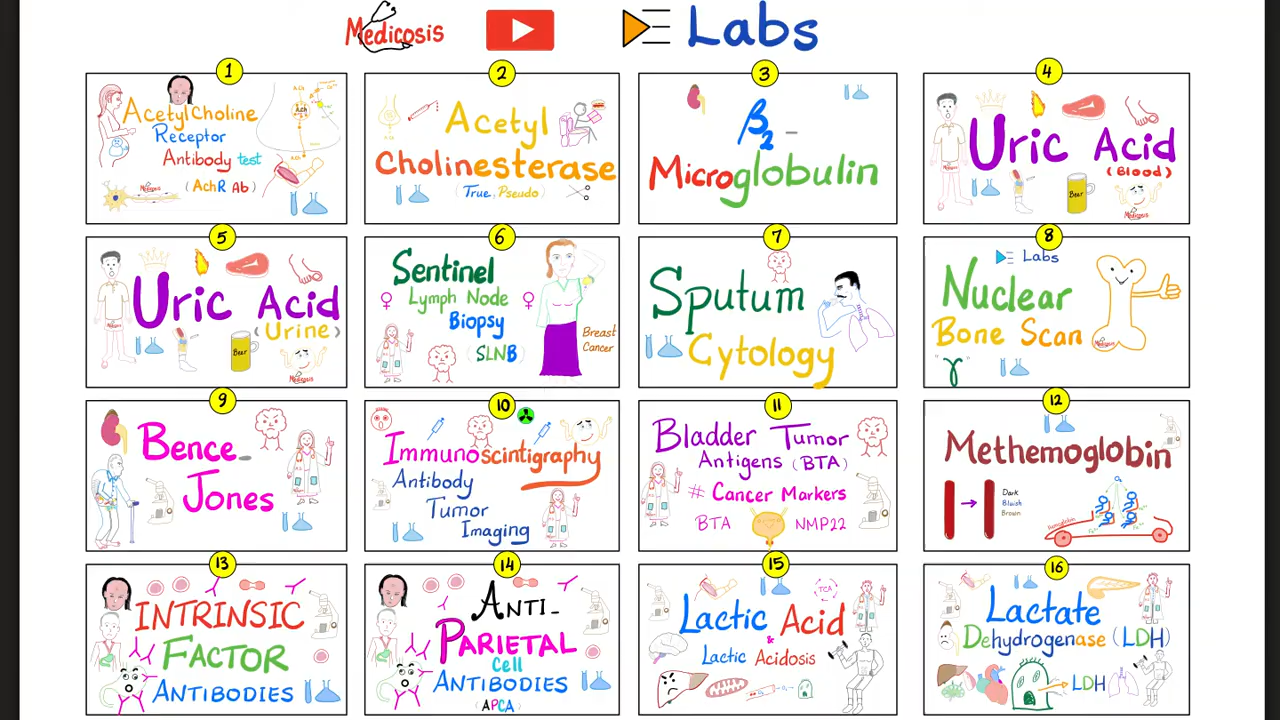 Medicosis
Labs
1
AcetylCholine
Receptor
Antibody test
(AchR Ab)
2
Acetyl
Cholinesterase
(True, Pseudo)
3
β2 -
Microglobulin
4
Uric Acid
(Blood)
Beer
Medicosis
5
Uric Acid
(Urine)
Beer
Medicosis
6
Sentinel
Lymph Node
Biopsy
(SLNB)
Breast
Cancer
7
Sputum
Cytology
8
Labs
Nuclear
Bone Scan
"γ"
Medicosis
9
Bence-
Jones
10
Immunoscintigraphy
Antibody
Tumor
Imaging
11
Bladder Tumor
Antigens (BTA)
# Cancer Markers
BTA NMP22
12
Methemoglobin
Dark
Bluish
Brown
Hemoglobin
13
INTRINSIC
FACTOR
ANTIBODIES
14
ANTI-
PARIETAL
Cell
ANTIBODIES
(APCA)
15
TCA
Lactic Acid
&
Lactic Acidosis
16
Lactate
Dehydrogenase (LDH)
LDH